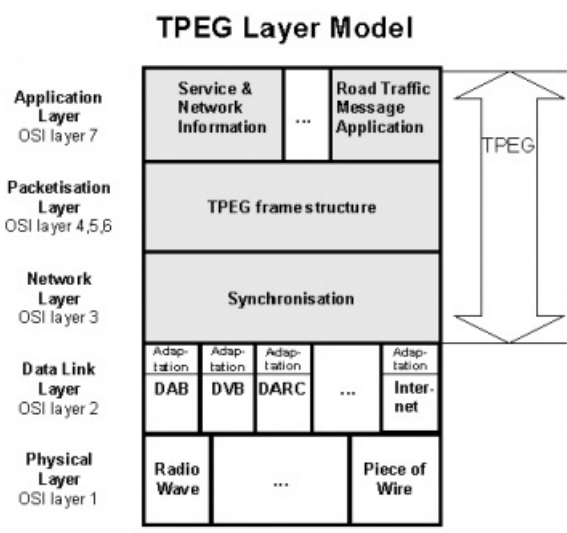 TPEG Layer Model
Application
Layer
OSI layer 7
Service &
Network
Information
...
Road Traffic
Message
Application
TPEG
Packetisation
Layer
OSI layer 4,5,6
TPEG frame structure
Network
Layer
OSI layer 3
Synchronisation
Data Link
Layer
OSI layer 2
Adap-
tation
DAB
Adap-
tation
DVB
Adap-
tation
DARC
...
Adap-
tation
Inter-
net
Physical
Layer
OSI layer 1
Radio
Wave
...
Piece of
Wire